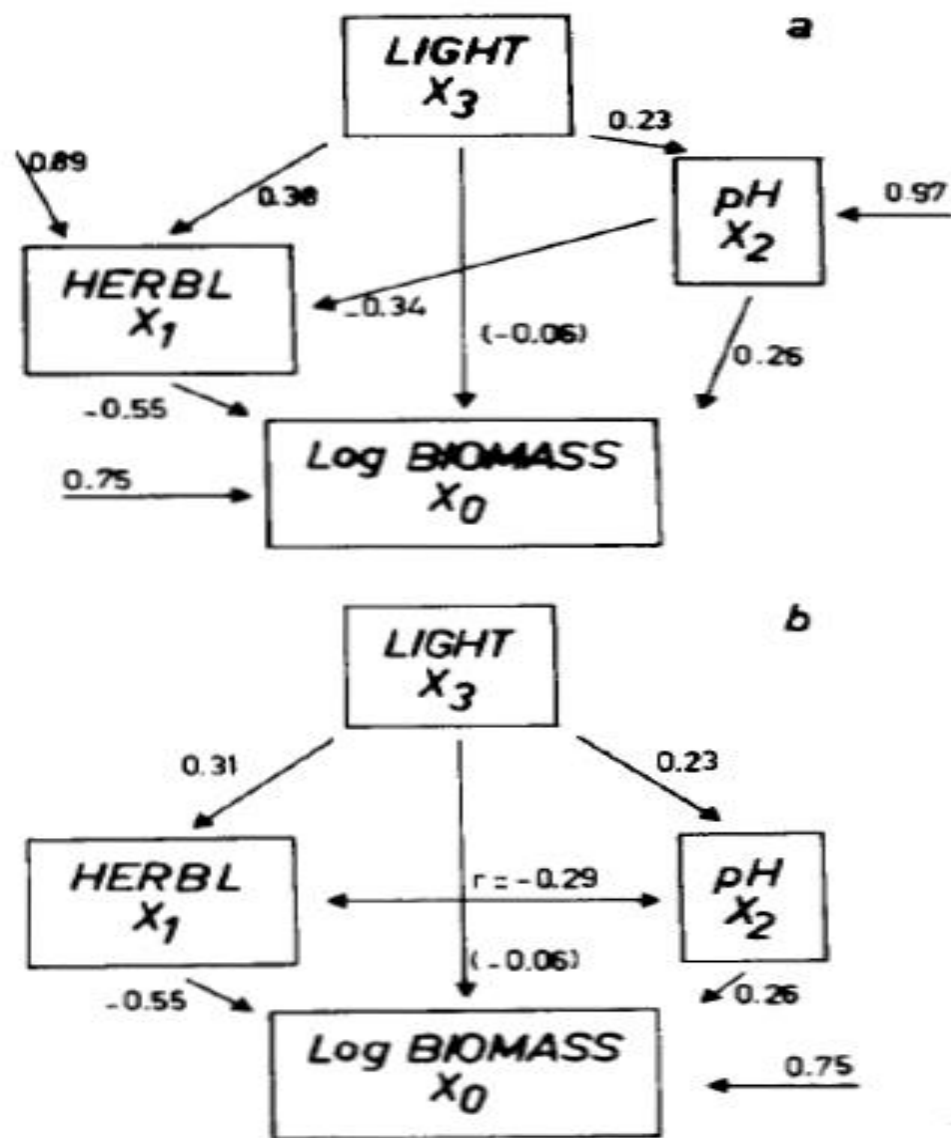 a
LIGHT
X3
0.23
0.89
0.38
pH
X2
0.97
HERBL
X1
-0.34
(-0.06)
0.26
-0.55
Log BIOMASS
X0
0.75
b
LIGHT
X3
0.31
0.23
HERBL
X1
r=-0.29
pH
X2
(-0.06)
-0.55
0.26
Log BIOMASS
X0
0.75